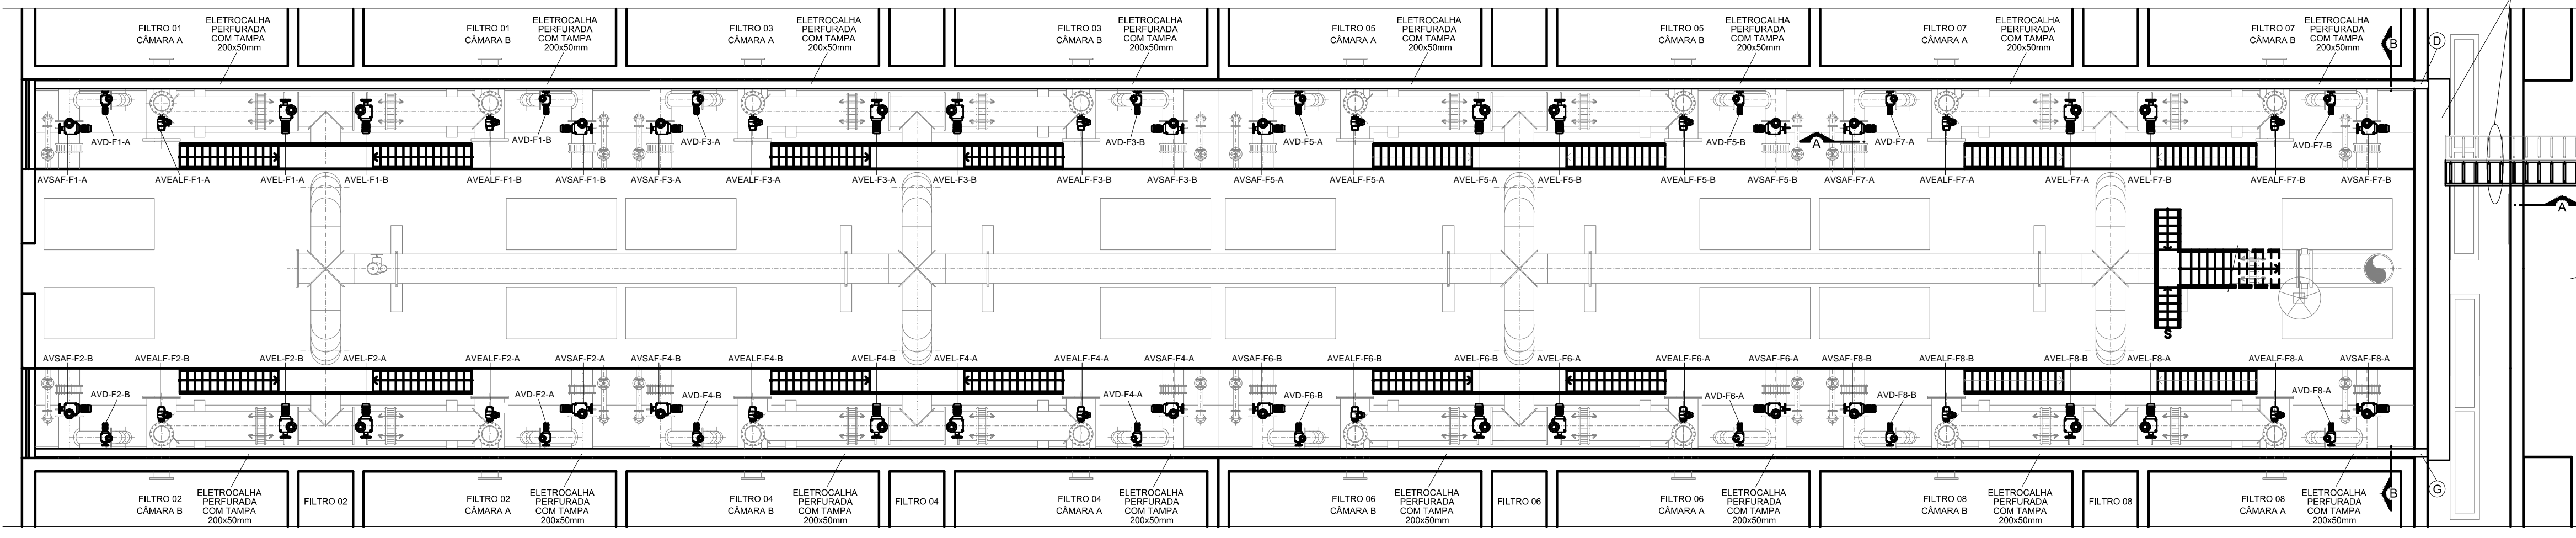 FILTRO 01
CÂMARA A
ELETROCALHA
PERFURADA
COM TAMPA
200x50mm
FILTRO 01
CÂMARA B
ELETROCALHA
PERFURADA
COM TAMPA
200x50mm
FILTRO 03
CÂMARA A
ELETROCALHA
PERFURADA
COM TAMPA
200x50mm
FILTRO 03
CÂMARA B
ELETROCALHA
PERFURADA
COM TAMPA
200x50mm
FILTRO 05
CÂMARA A
ELETROCALHA
PERFURADA
COM TAMPA
200x50mm
FILTRO 05
CÂMARA B
ELETROCALHA
PERFURADA
COM TAMPA
200x50mm
FILTRO 07
CÂMARA A
ELETROCALHA
PERFURADA
COM TAMPA
200x50mm
FILTRO 07
CÂMARA B
ELETROCALHA
PERFURADA
COM TAMPA
200x50mm
B
D
AVD-F1-A
AVD-F1-B
AVD-F3-A
AVD-F3-B
AVD-F5-A
AVD-F5-B
A
AVD-F7-A
AVD-F7-B
AVSAF-F1-A
AVEALF-F1-A
AVEL-F1-A
AVEL-F1-B
AVEALF-F1-B
AVSAF-F1-B
AVSAF-F3-A
AVEALF-F3-A
AVEL-F3-A
AVEL-F3-B
AVEALF-F3-B
AVSAF-F3-B
AVSAF-F5-A
AVEALF-F5-A
AVEL-F5-A
AVEL-F5-B
AVEALF-F5-B
AVSAF-F5-B
AVSAF-F7-A
AVEALF-F7-A
AVEL-F7-A
AVEL-F7-B
AVEALF-F7-B
AVSAF-F7-B
A
S
AVSAF-F2-B
AVEALF-F2-B
AVEL-F2-B
AVEL-F2-A
AVEALF-F2-A
AVSAF-F2-A
AVSAF-F4-B
AVEALF-F4-B
AVEL-F4-B
AVEL-F4-A
AVEALF-F4-A
AVSAF-F4-A
AVSAF-F6-B
AVEALF-F6-B
AVEL-F6-B
AVEL-F6-A
AVEALF-F6-A
AVSAF-F6-A
AVSAF-F8-B
AVEALF-F8-B
AVEL-F8-B
AVEL-F8-A
AVEALF-F8-A
AVSAF-F8-A
AVD-F2-B
AVD-F2-A
AVD-F4-B
AVD-F4-A
AVD-F6-B
AVD-F6-A
AVD-F8-B
AVD-F8-A
FILTRO 02
CÂMARA B
ELETROCALHA
PERFURADA
COM TAMPA
200x50mm
FILTRO 02
FILTRO 02
CÂMARA A
ELETROCALHA
PERFURADA
COM TAMPA
200x50mm
FILTRO 04
CÂMARA B
ELETROCALHA
PERFURADA
COM TAMPA
200x50mm
FILTRO 04
FILTRO 04
CÂMARA A
ELETROCALHA
PERFURADA
COM TAMPA
200x50mm
FILTRO 06
CÂMARA B
ELETROCALHA
PERFURADA
COM TAMPA
200x50mm
FILTRO 06
FILTRO 06
CÂMARA A
ELETROCALHA
PERFURADA
COM TAMPA
200x50mm
FILTRO 08
CÂMARA B
ELETROCALHA
PERFURADA
COM TAMPA
200x50mm
FILTRO 08
FILTRO 08
CÂMARA A
ELETROCALHA
PERFURADA
COM TAMPA
200x50mm
B
G